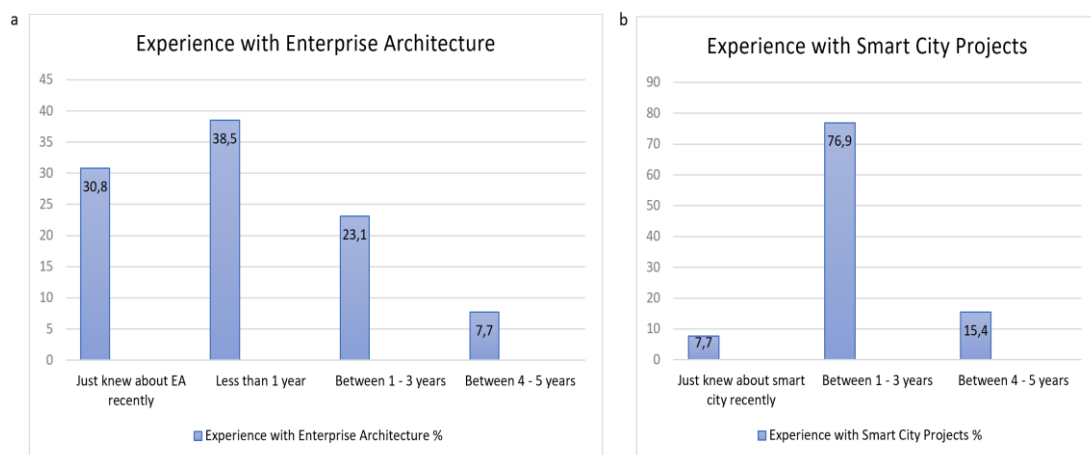 a
Experience with Enterprise Architecture
45
40
35
30
25
20
15
10
5
0
30,8
38,5
23,1
7,7
Just knew about EA
recently
Less than 1 year
Between 1 - 3 years
Between 4 - 5 years
Experience with Enterprise Architecture %
b
Experience with Smart City Projects
90
80
70
60
50
40
30
20
10
0
7,7
76,9
15,4
Just knew about smart
city recently
Between 1 - 3 years
Between 4 - 5 years
Experience with Smart City Projects %